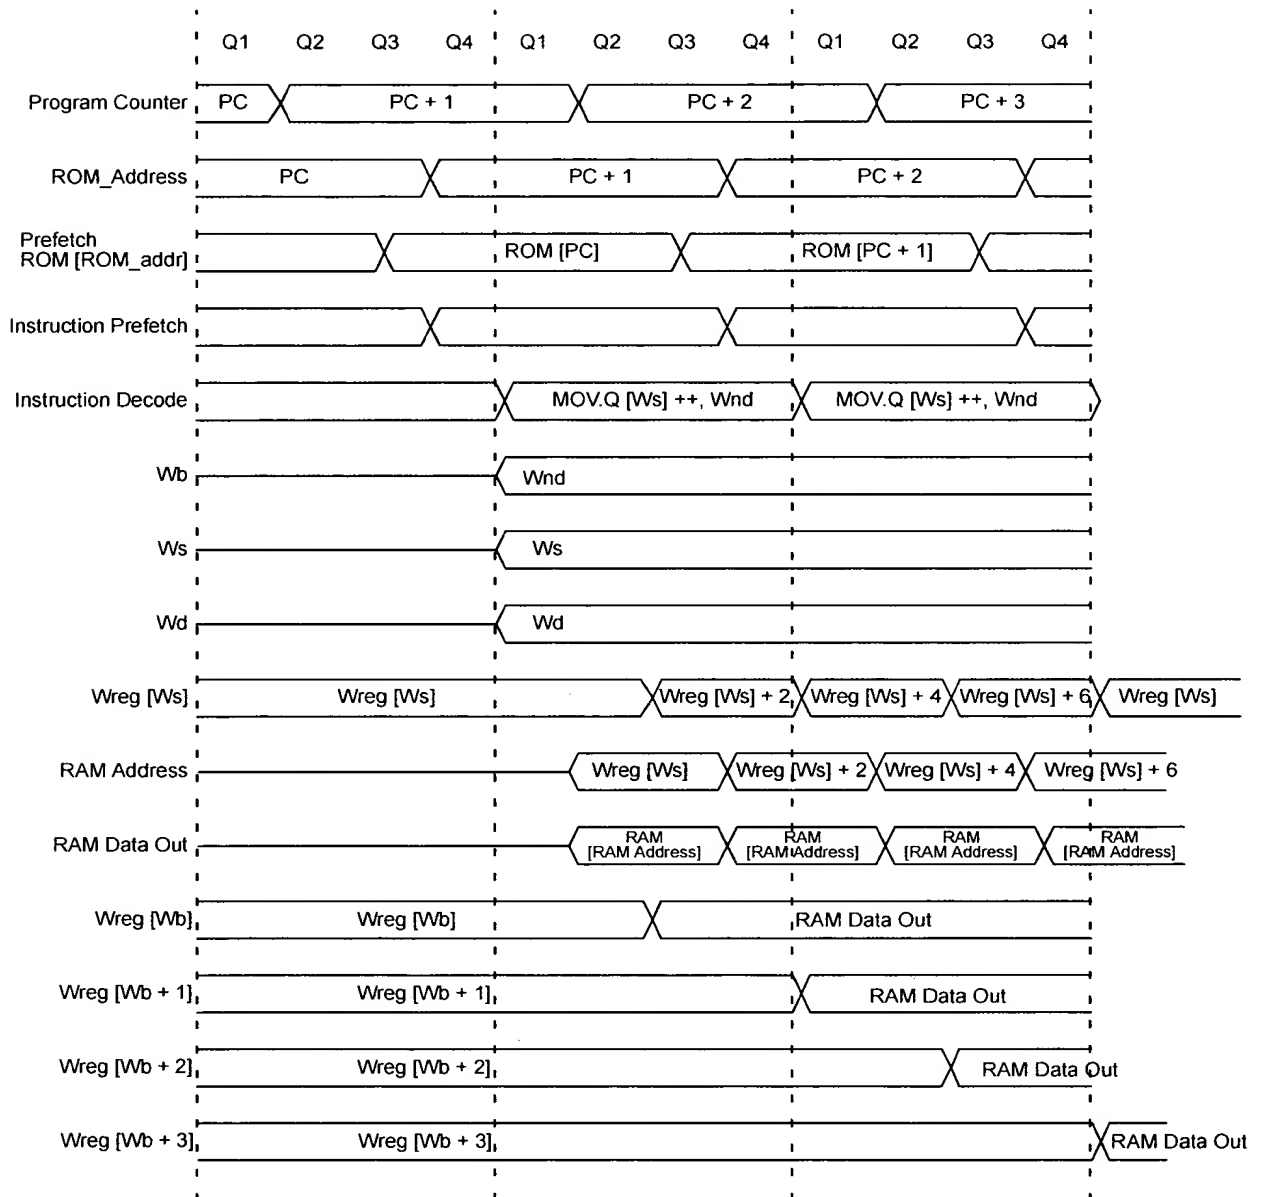 Q1 Q2 Q3 Q4 Q1 Q2 Q3 Q4 Q1 Q2 Q3 Q4
Program Counter PC PC + 1 PC + 2 PC + 3
ROM_Address PC PC + 1 PC + 2
Prefetch
ROM [ROM_addr] ROM [PC] ROM [PC + 1]
Instruction Prefetch
Instruction Decode MOV.Q [Ws] ++, Wnd MOV.Q [Ws] ++, Wnd
Wb Wnd
Ws Ws
Wd Wd
Wreg [Ws] Wreg [Ws] Wreg [Ws] + 2 Wreg [Ws] + 4 Wreg [Ws] + 6 Wreg [Ws]
RAM Address Wreg [Ws] Wreg [Ws] + 2 Wreg [Ws] + 4 Wreg [Ws] + 6
RAM Data Out RAM RAM RAM RAM
[RAM Address] [RAM Address] [RAM Address] [RAM Address]
Wreg [Wb] Wreg [Wb] RAM Data Out
Wreg [Wb + 1] Wreg [Wb + 1] RAM Data Out
Wreg [Wb + 2] Wreg [Wb + 2] RAM Data Out
Wreg [Wb + 3] Wreg [Wb + 3] RAM Data Out